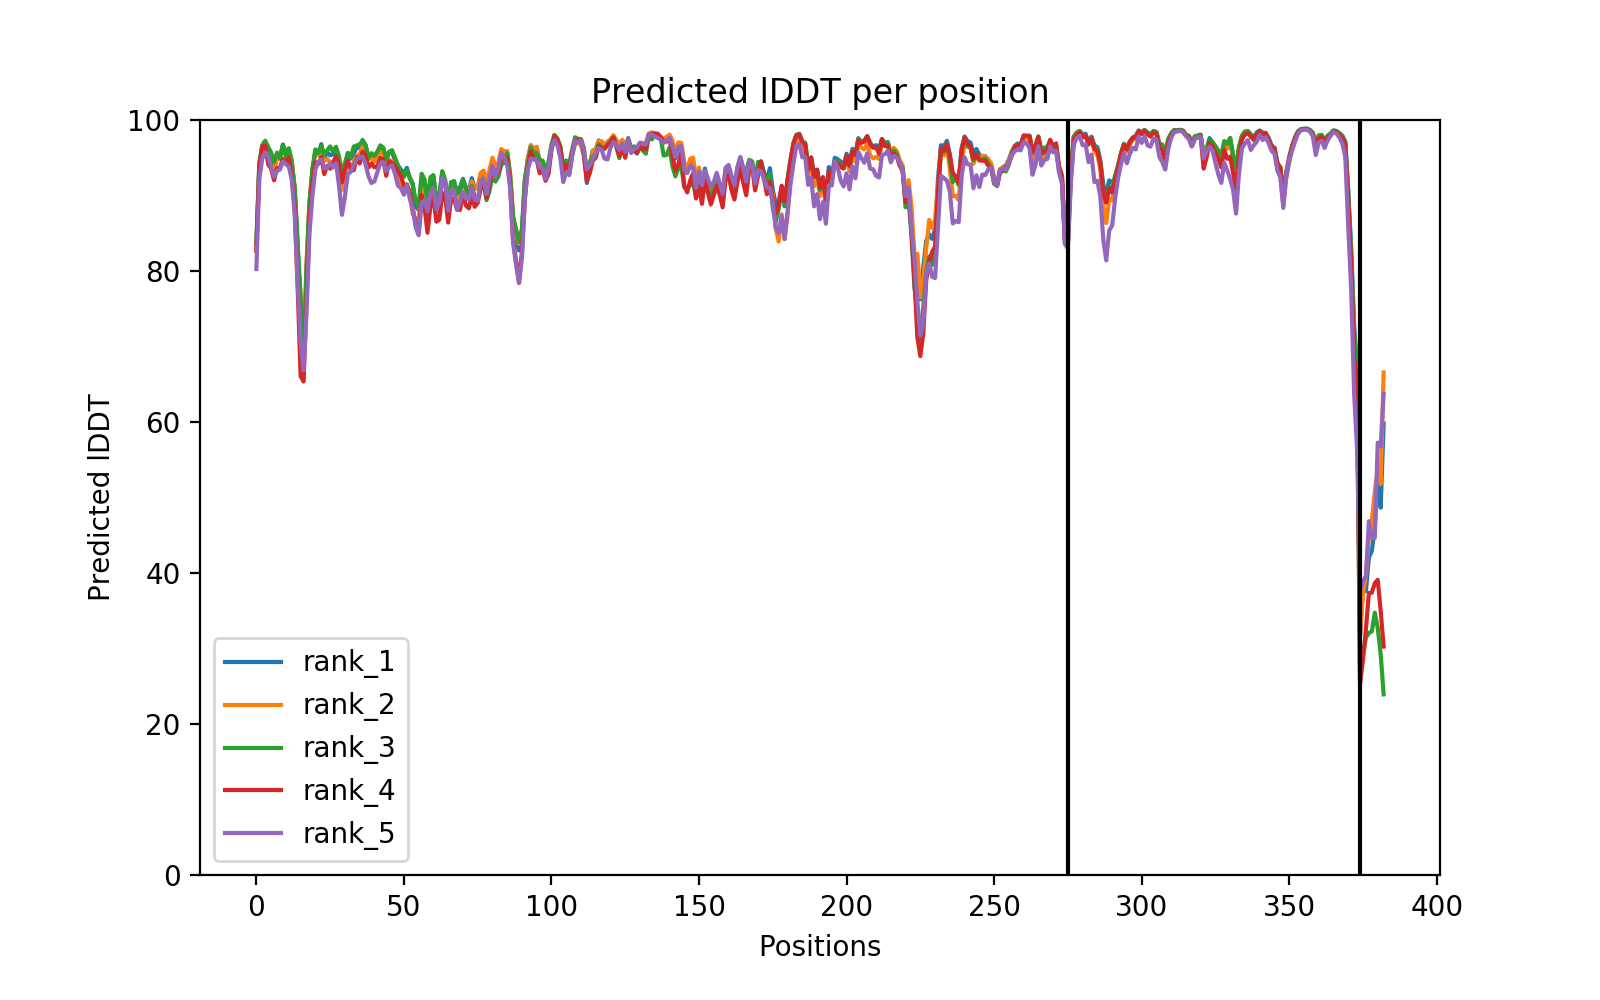 Predicted lDDT per position
100
80
60
40
20
0
Predicted lDDT
rank_1
rank_2
rank_3
rank_4
rank_5
0 50 100 150 200 250 300 350 400
Positions